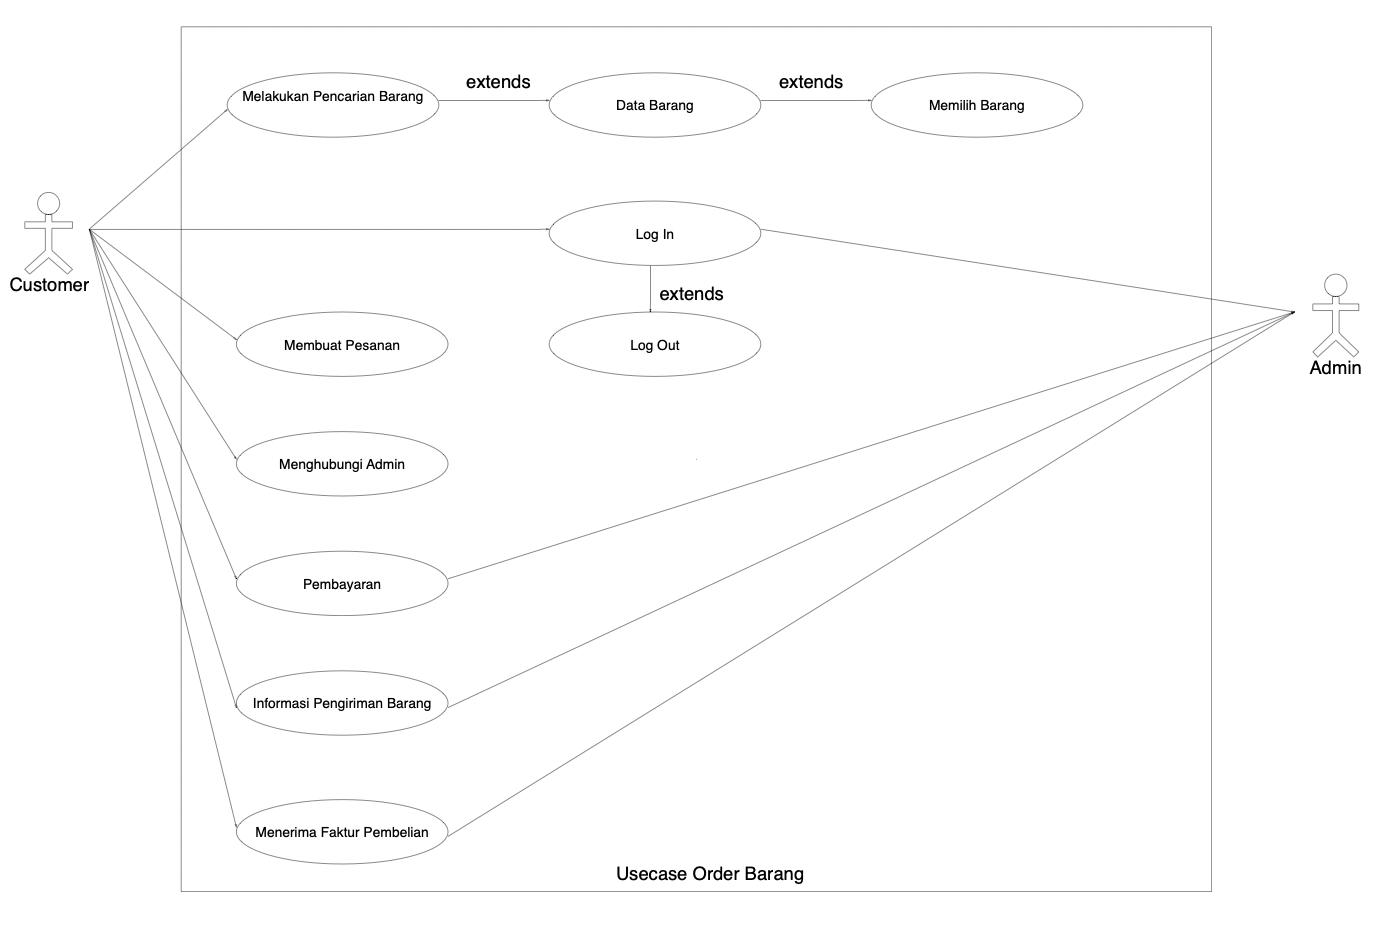 Melakukan Pencarian Barang
extends
Data Barang
extends
Memilih Barang
Customer
Log In
extends
Log Out
Admin
Membuat Pesanan
Menghubungi Admin
Pembayaran
Informasi Pengiriman Barang
Menerima Faktur Pembelian
Usecase Order Barang